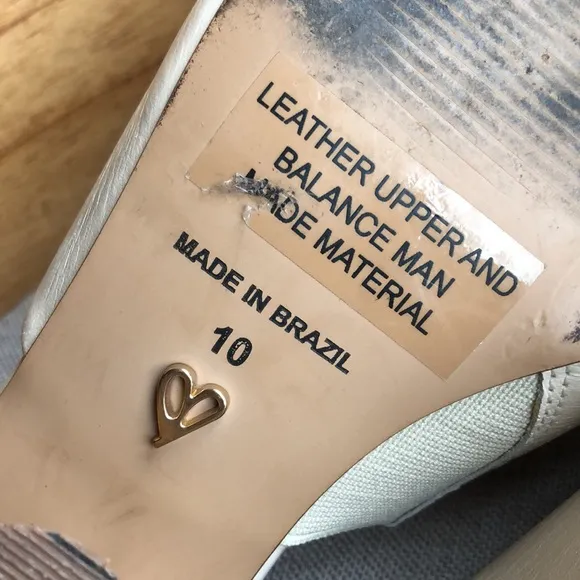 LEATHER UPPER AND
BALANCE MAN
MADE MATERIAL
MADE IN BRAZIL
10